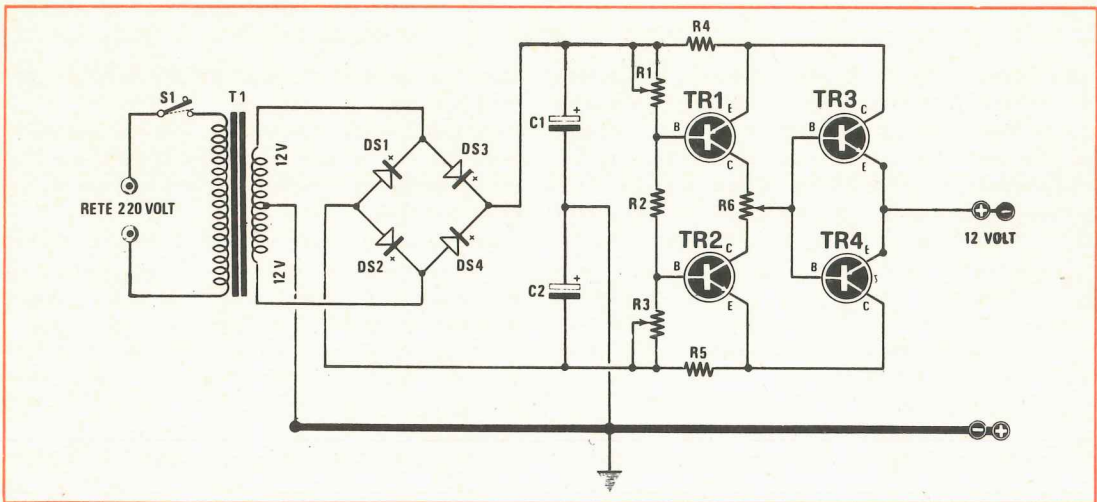 S1
T1
RETE 220 VOLT
12 V
12 V
DS1
DS3
DS2
DS4
C1
+
C2
+
R1
R2
R3
R4
R5
TR1
B
E
C
TR2
B
C
E
R6
TR3
B
C
E
TR4
B
E
C
+ -
12 VOLT
- +